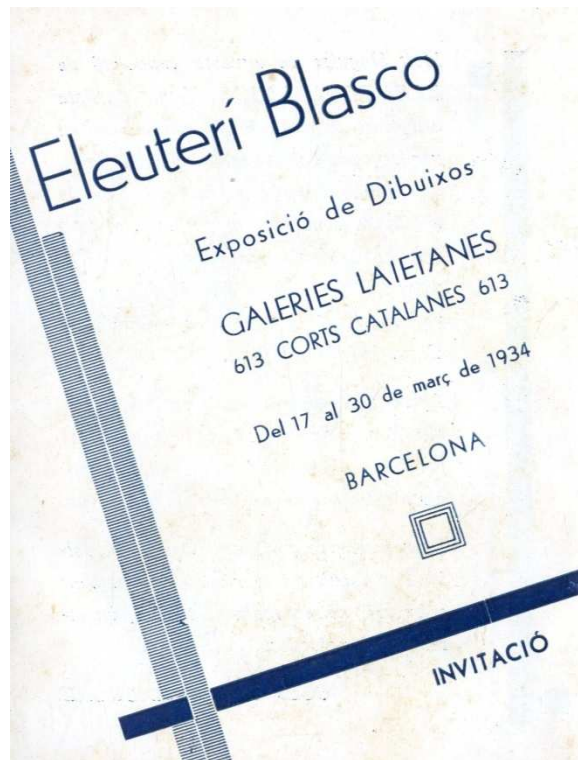 Eleuterí Blasco
Exposició de Dibuixos
GALERIES LAIETANES
613 CORTS CATALANES 613
Del 17 al 30 de març de 1934
BARCELONA
INVITACIÓ